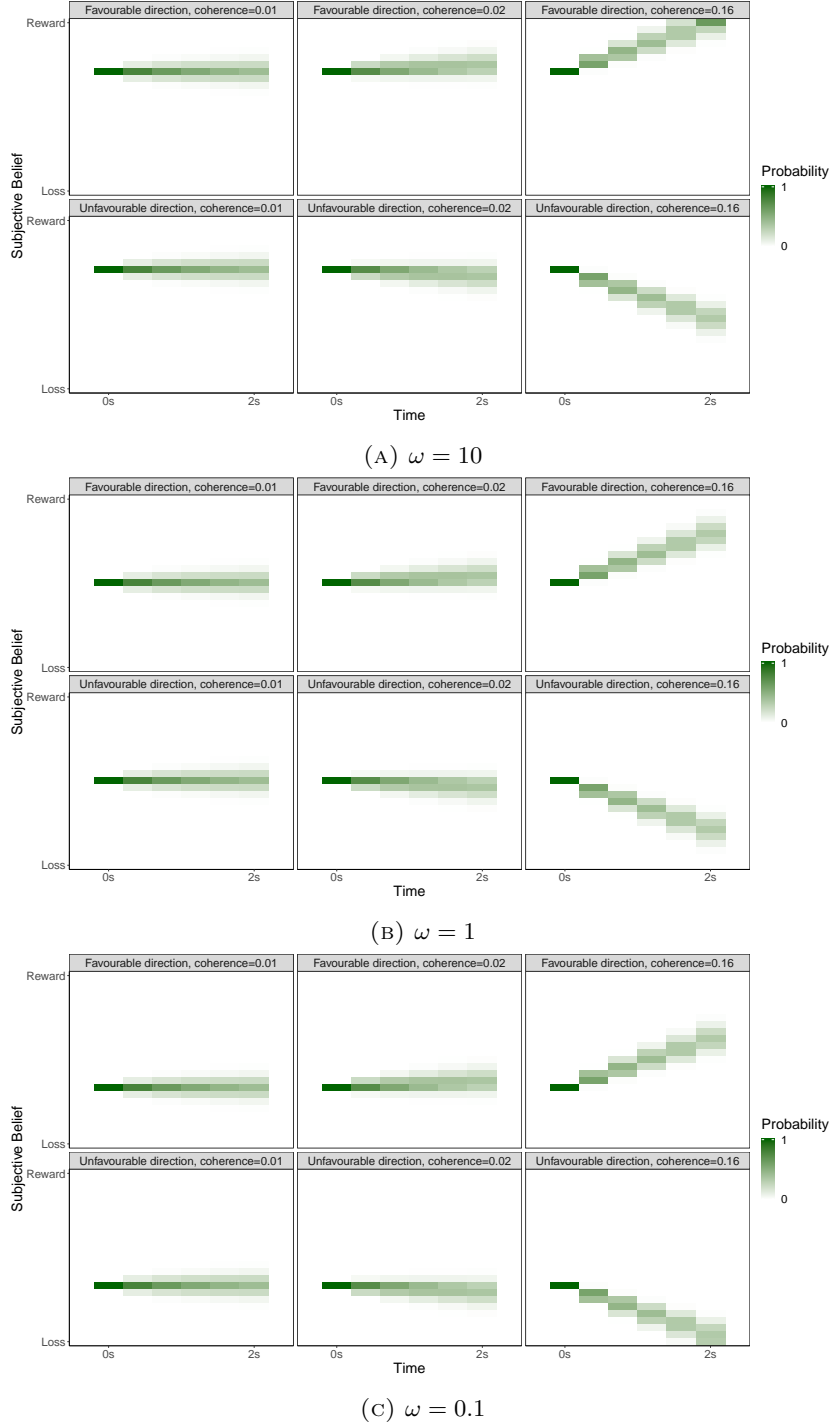 Favourable direction, coherence=0.01
Favourable direction, coherence=0.02
Favourable direction, coherence=0.16
Reward
Loss
Unfavourable direction, coherence=0.01
Unfavourable direction, coherence=0.02
Unfavourable direction, coherence=0.16
Reward
Loss
Subjective Belief
0s
2s
0s
2s
0s
2s
Time
Probability
1
0
(A) ω = 10
Favourable direction, coherence=0.01
Favourable direction, coherence=0.02
Favourable direction, coherence=0.16
Reward
Loss
Unfavourable direction, coherence=0.01
Unfavourable direction, coherence=0.02
Unfavourable direction, coherence=0.16
Reward
Loss
Subjective Belief
0s
2s
0s
2s
0s
2s
Time
Probability
1
0
(B) ω = 1
Favourable direction, coherence=0.01
Favourable direction, coherence=0.02
Favourable direction, coherence=0.16
Reward
Loss
Unfavourable direction, coherence=0.01
Unfavourable direction, coherence=0.02
Unfavourable direction, coherence=0.16
Reward
Loss
Subjective Belief
0s
2s
0s
2s
0s
2s
Time
Probability
1
0
(C) ω = 0.1